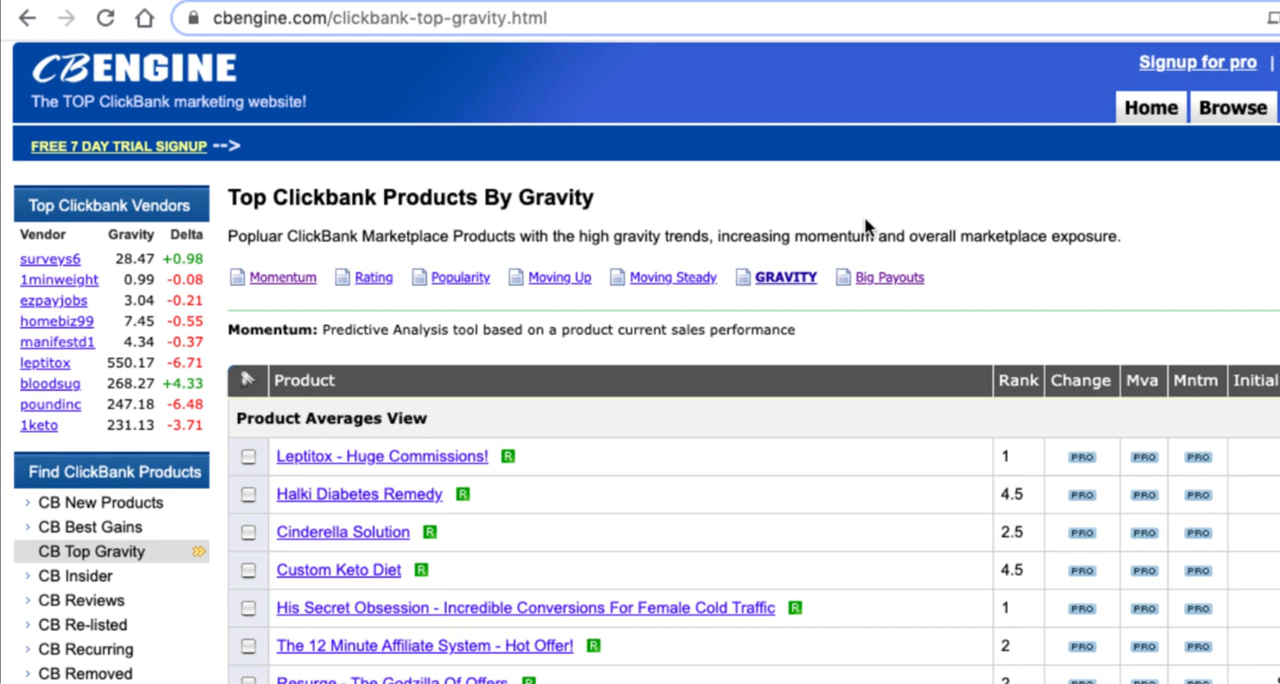 cbengine.com/clickbank-top-gravity.html
CBENGINE
The TOP ClickBank marketing website!
Signup for pro |
Home Browse
FREE 7 DAY TRIAL SIGNUP -->
Top Clickbank Vendors
Vendor Gravity Delta
surveys6 28.47 +0.98
1minweight 0.99 -0.08
ezpayjobs 3.04 -0.21
homebiz99 7.45 -0.55
manifestd1 4.34 -0.37
leptitox 550.17 -6.71
bloodsug 268.27 +4.33
poundinc 247.18 -6.48
1keto 231.13 -3.71
Find ClickBank Products
CB New Products
CB Best Gains
CB Top Gravity
CB Insider
CB Reviews
CB Re-listed
CB Recurring
CB Removed
Top Clickbank Products By Gravity
Popluar ClickBank Marketplace Products with the high gravity trends, increasing momentum and overall marketplace exposure.
Momentum Rating Popularity Moving Up Moving Steady GRAVITY Big Payouts
Momentum: Predictive Analysis tool based on a product current sales performance
Product Rank Change Mva Mntm Initial
Product Averages View
Leptitox - Huge Commissions! R 1 PRO PRO PRO
Halki Diabetes Remedy R 4.5 PRO PRO PRO
Cinderella Solution R 2.5 PRO PRO PRO
Custom Keto Diet R 4.5 PRO PRO PRO
His Secret Obsession - Incredible Conversions For Female Cold Traffic R 1 PRO PRO PRO
The 12 Minute Affiliate System - Hot Offer! R 2 PRO PRO PRO
Resurge - The Godzilla Of Offers R 2 PRO PRO PRO